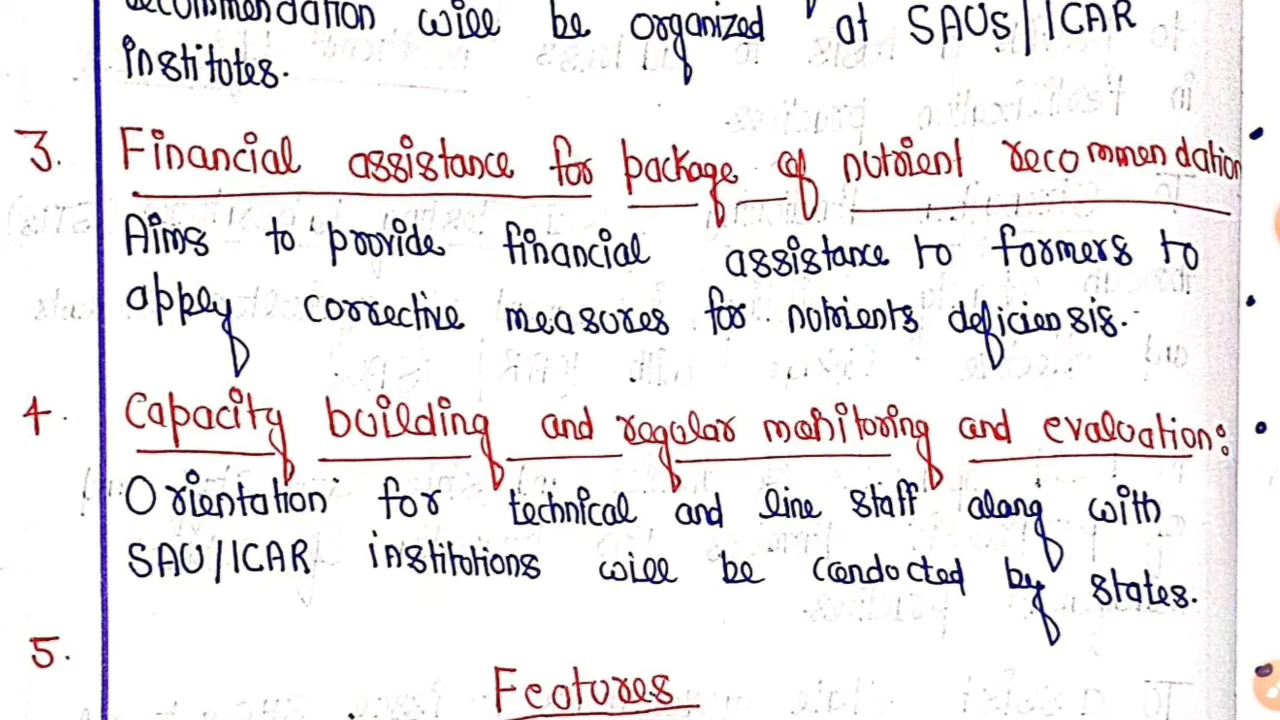 recommendation will be organized at SAUs/ICAR
institutes.
3. Financial assistance for package of nutrient recommendation
Aims to provide financial assistance to farmers to
apply corrective measures for nutrients deficiensis.
4. Capacity building and regular monitoring and evaluation:
Orientation for technical and line staff along with
SAU/ICAR institutions will be conducted by states.
5.
Features